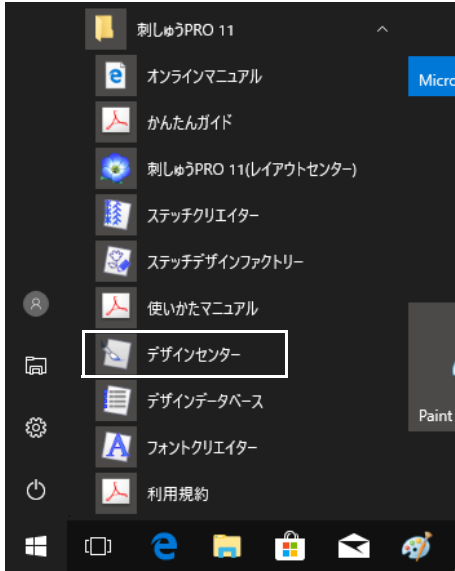 刺しゅうPRO 11
オンラインマニュアル
Micro
かんたんガイド
刺しゅうPRO 11(レイアウトセンター)
ステッチクリエイター
ステッチデザインファクトリー
使いかたマニュアル
デザインセンター
デザインデータベース
Paint
フォントクリエイター
利用規約